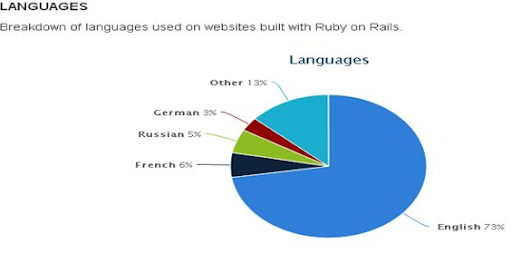 LANGUAGES
Breakdown of languages used on websites built with Ruby on Rails.
Languages
Other 13%
German 3%
Russian 5%
French 6%
English 73%